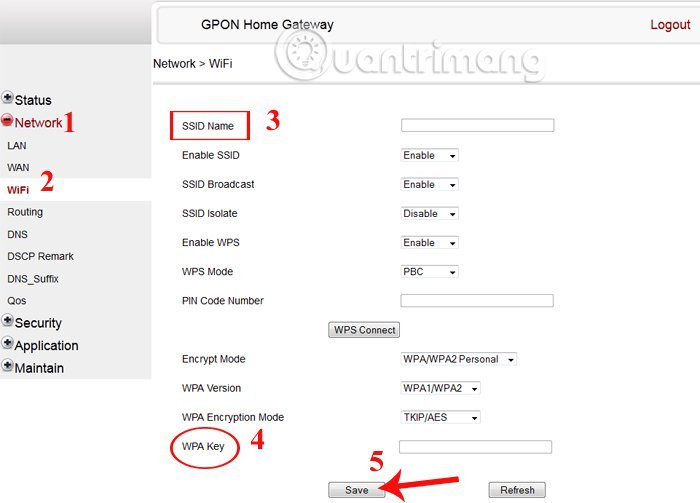 GPON Home Gateway
Logout
Quantrimang
Network > WiFi
Status
Network 1
LAN
WAN
WiFi 2
Routing
DNS
DSCP Remark
DNS_Suffix
Qos
Security
Application
Maintain
SSID Name 3
Enable SSID Enable
SSID Broadcast Enable
SSID Isolate Disable
Enable WPS Enable
WPS Mode PBC
PIN Code Number
WPS Connect
Encrypt Mode WPA/WPA2 Personal
WPA Version WPA1/WPA2
WPA Encryption Mode TKIP/AES
WPA Key 4
5
Save Refresh